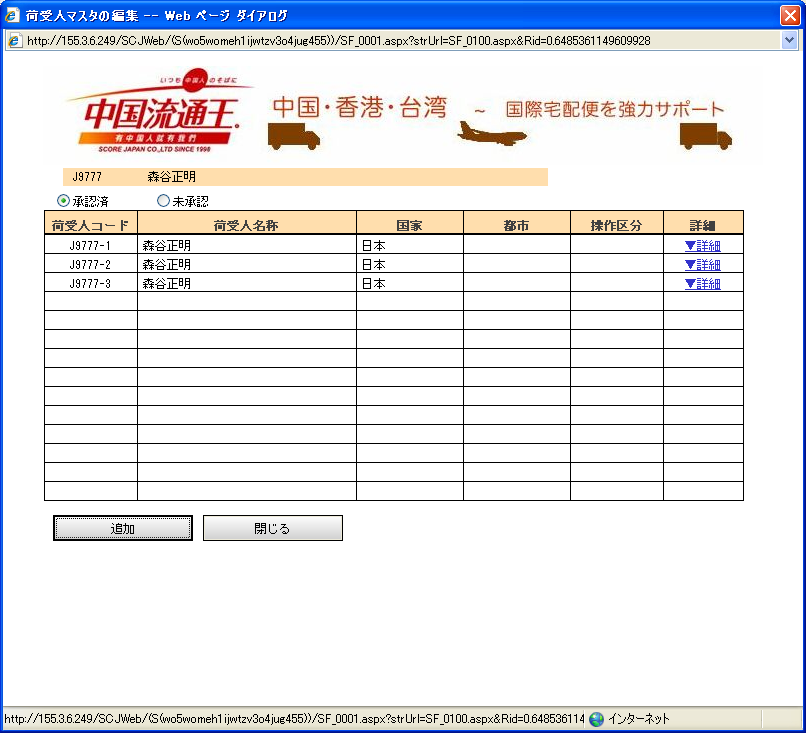 荷受人マスタの編集 -- Web ページ ダイアログ
http://155.3.6.249/SCJWeb/(S(wo5womeh1ijwtzv3o4jug455))/SF_0001.aspx?strUrl=SF_0100.aspx&Rid=0.6485361149609928
いつも中国人のそばに
中国流通王.
有中国人就有我們
SCORE JAPAN CO.,LTD SINCE 1998
中国・香港・台湾 ～ 国際宅配便を強力サポート
J9777 森谷正明
承認済 未承認
荷受人コード 荷受人名称 国家 都市 操作区分 詳細
J9777-1 森谷正明 日本 ▼詳細
J9777-2 森谷正明 日本 ▼詳細
J9777-3 森谷正明 日本 ▼詳細
追加 閉じる
http://155.3.6.249/SCJWeb/(S(wo5womeh1ijwtzv3o4jug455))/SF_0001.aspx?strUrl=SF_0100.aspx&Rid=0.648536114 インターネット